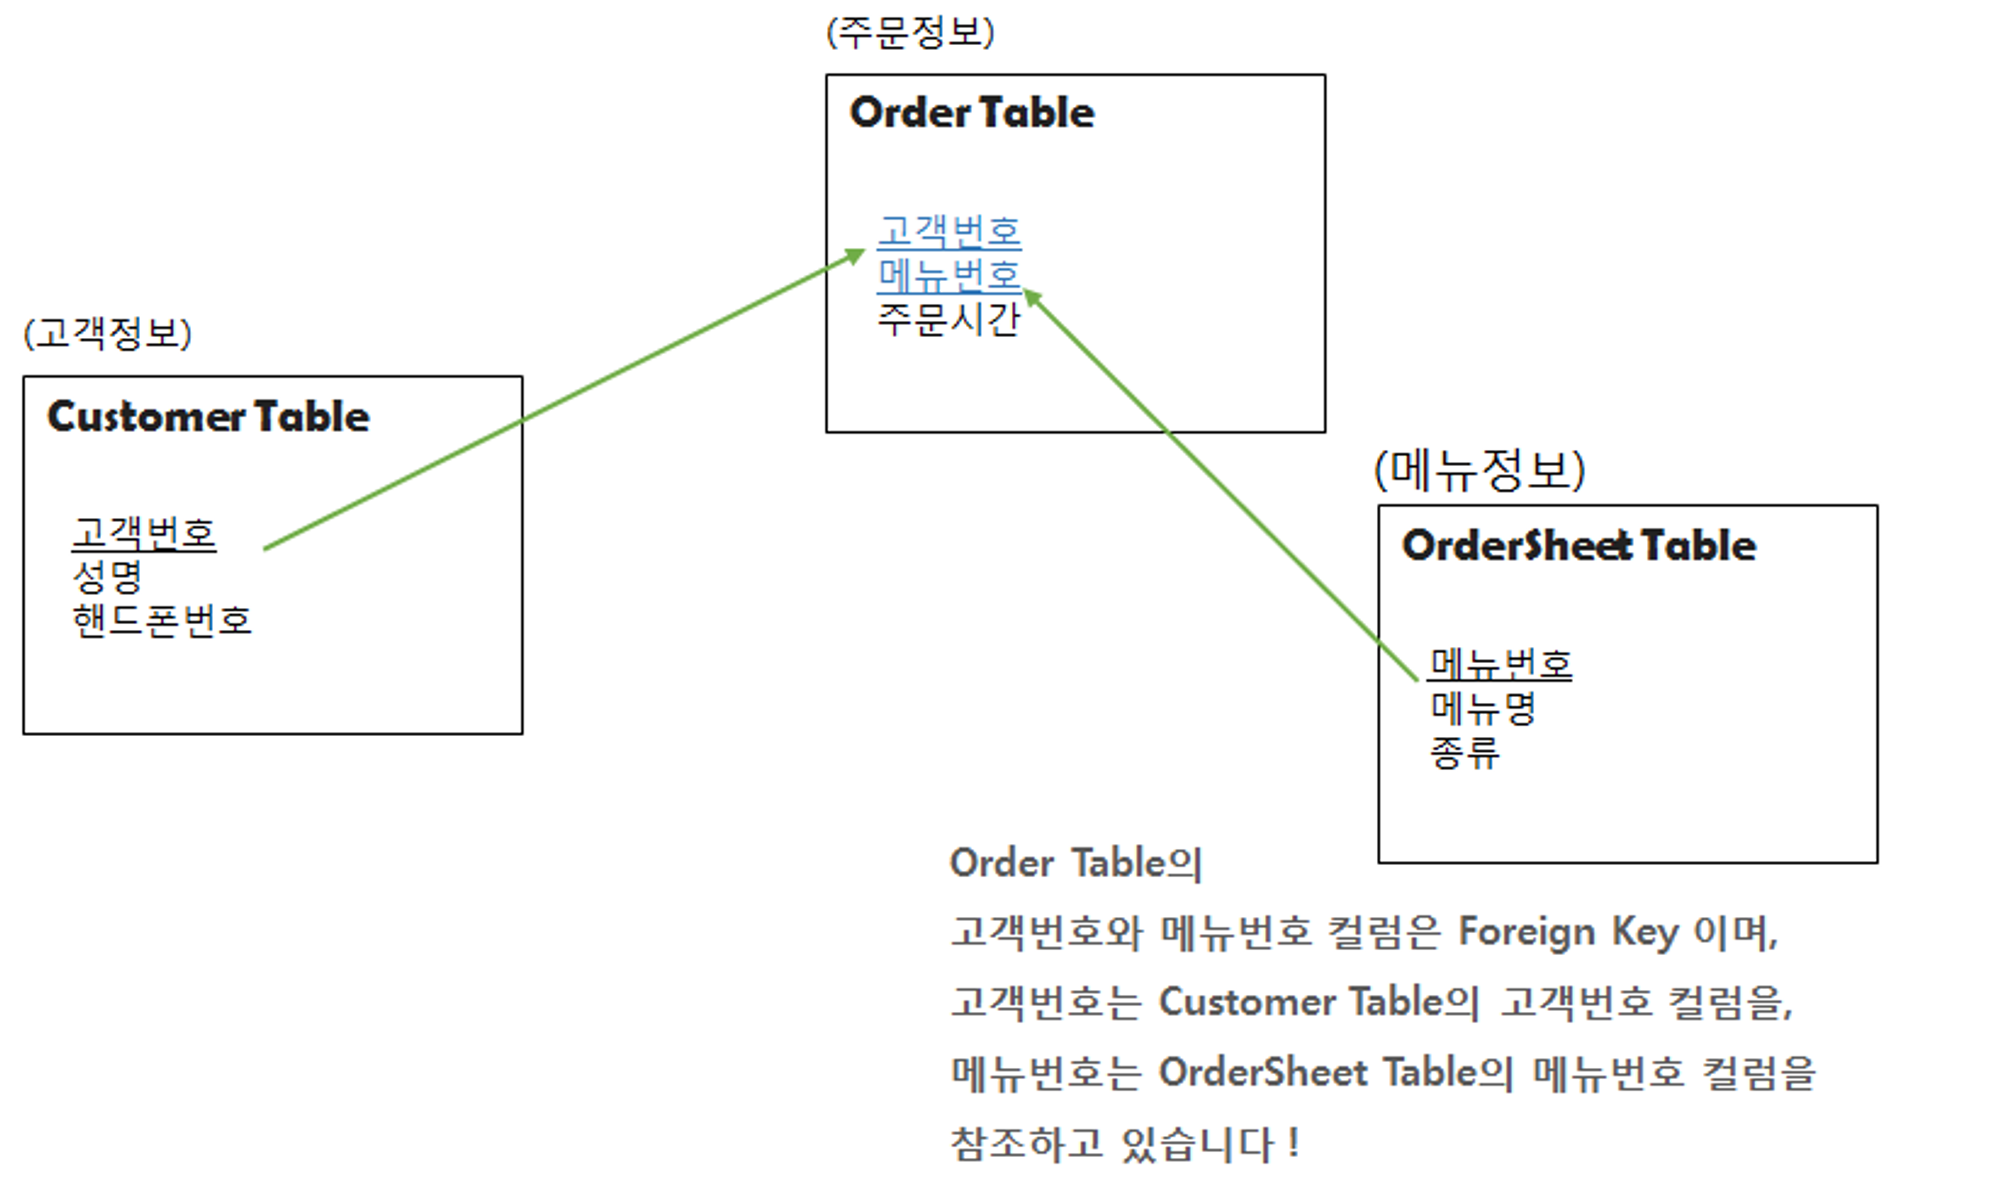 (주문정보)
Order Table
고객번호
메뉴번호
주문시간
(고객정보)
Customer Table
고객번호
성명
핸드폰번호
(메뉴정보)
OrderSheet Table
메뉴번호
메뉴명
종류
Order Table의
고객번호와 메뉴번호 컬럼은 Foreign Key 이며,
고객번호는 Customer Table의 고객번호 컬럼을,
메뉴번호는 OrderSheet Table의 메뉴번호 컬럼을
참조하고 있습니다 !